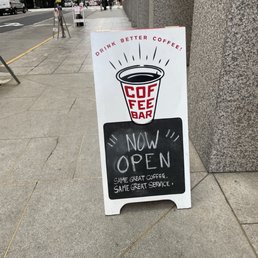 DRINK BETTER COFFEE!
COF
FEE
BAR
NOW
OPEN
SAME GREAT COFFEE.
SAME GREAT SERVICE.